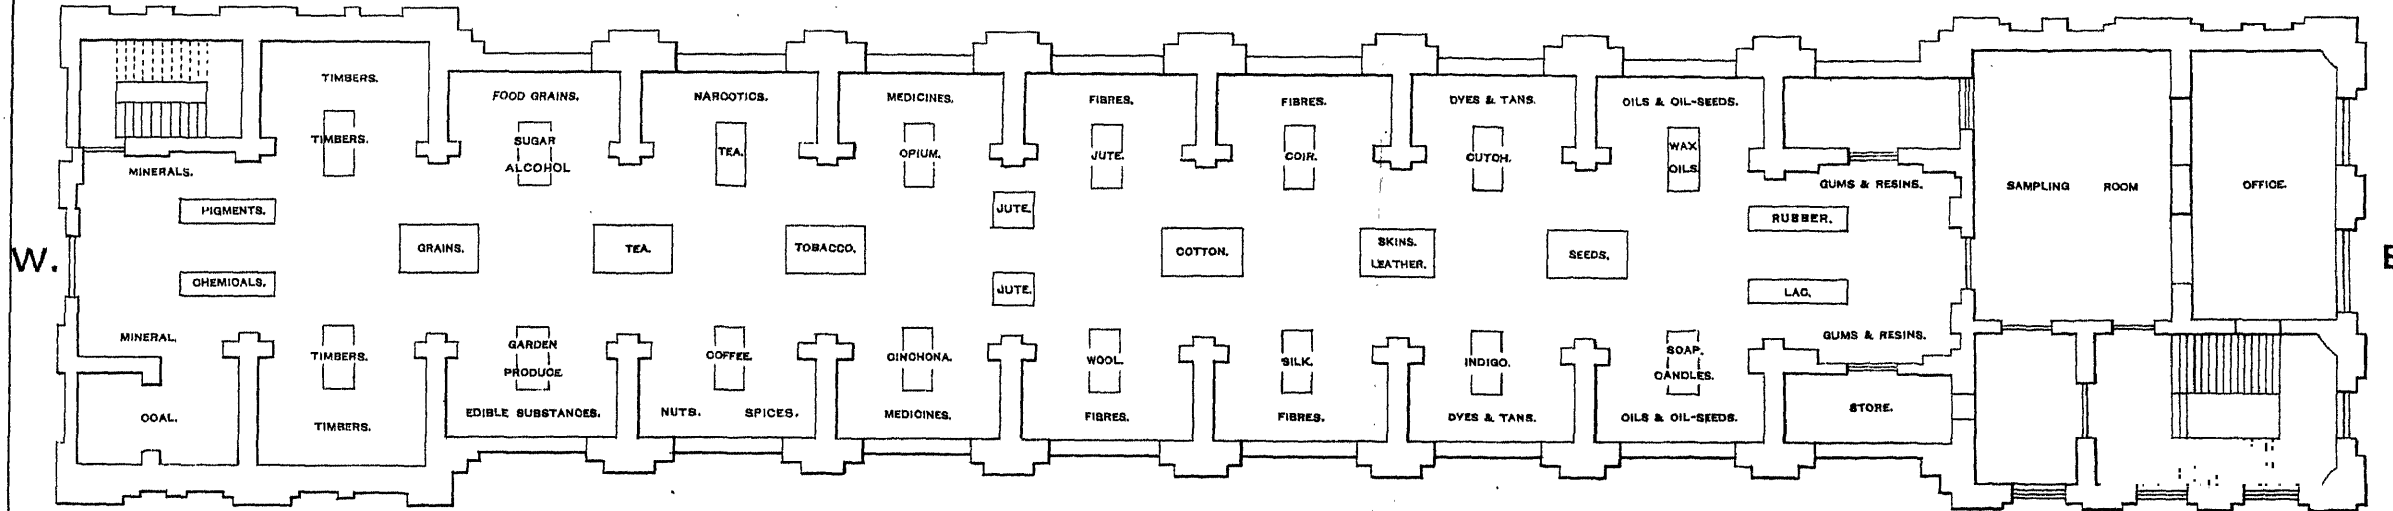 TIMBERS.
FOOD GRAINS.
NARCOTICS.
MEDICINES.
FIBRES.
FIBRES.
DYES & TANS.
OILS & OIL-SEEDS.
TIMBERS.
SUGAR
ALCOHOL
TEA.
OPIUM.
JUTE.
COIR.
CUTCH.
WAX
OILS.
MINERALS.
GUMS & RESINS.
SAMPLING ROOM
OFFICE.
PIGMENTS.
JUTE.
RUBBER.
W.
GRAINS.
TEA.
TOBACCO.
COTTON.
SKINS.
LEATHER.
SEEDS.
E
CHEMICALS.
JUTE.
LAC.
MINERAL.
GUMS & RESINS.
TIMBERS.
GARDEN
PRODUCE
COFFEE.
CINCHONA.
WOOL.
SILK.
INDIGO.
SOAP.
CANDLES.
COAL.
TIMBERS.
EDIBLE SUBSTANCES.
NUTS. SPICES.
MEDICINES.
FIBRES.
FIBRES.
DYES & TANS.
OILS & OIL-SEEDS.
STORE.